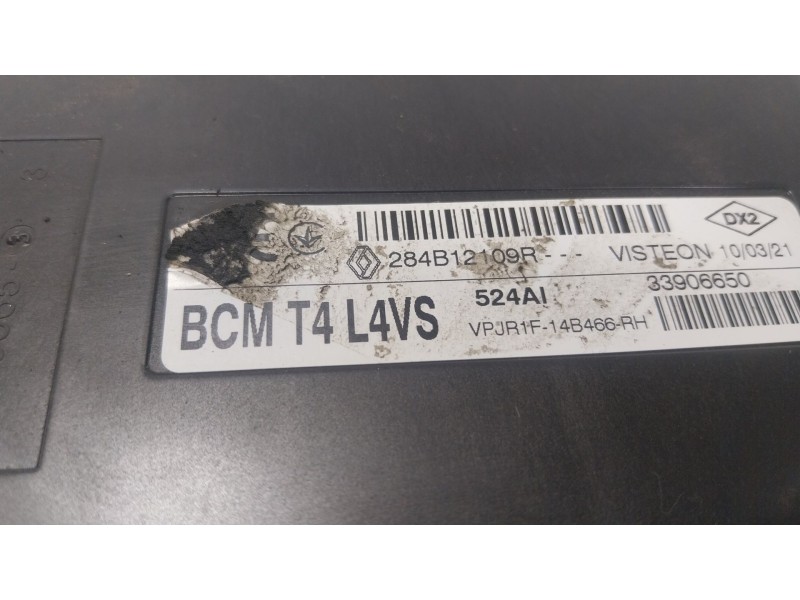 DX2
284B12109R - - - VISTEON 10/03/21
524AI 33906650
BCM T4 L4VS VPJR1F-14B466-RH